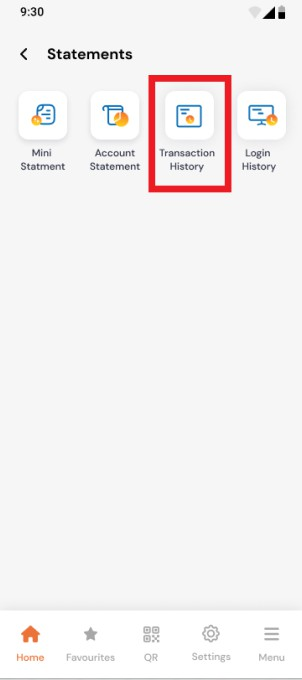 9:30
Statements
Mini
Statment
Account
Statement
Transaction
History
Login
History
Home
Favourites
QR
Settings
Menu